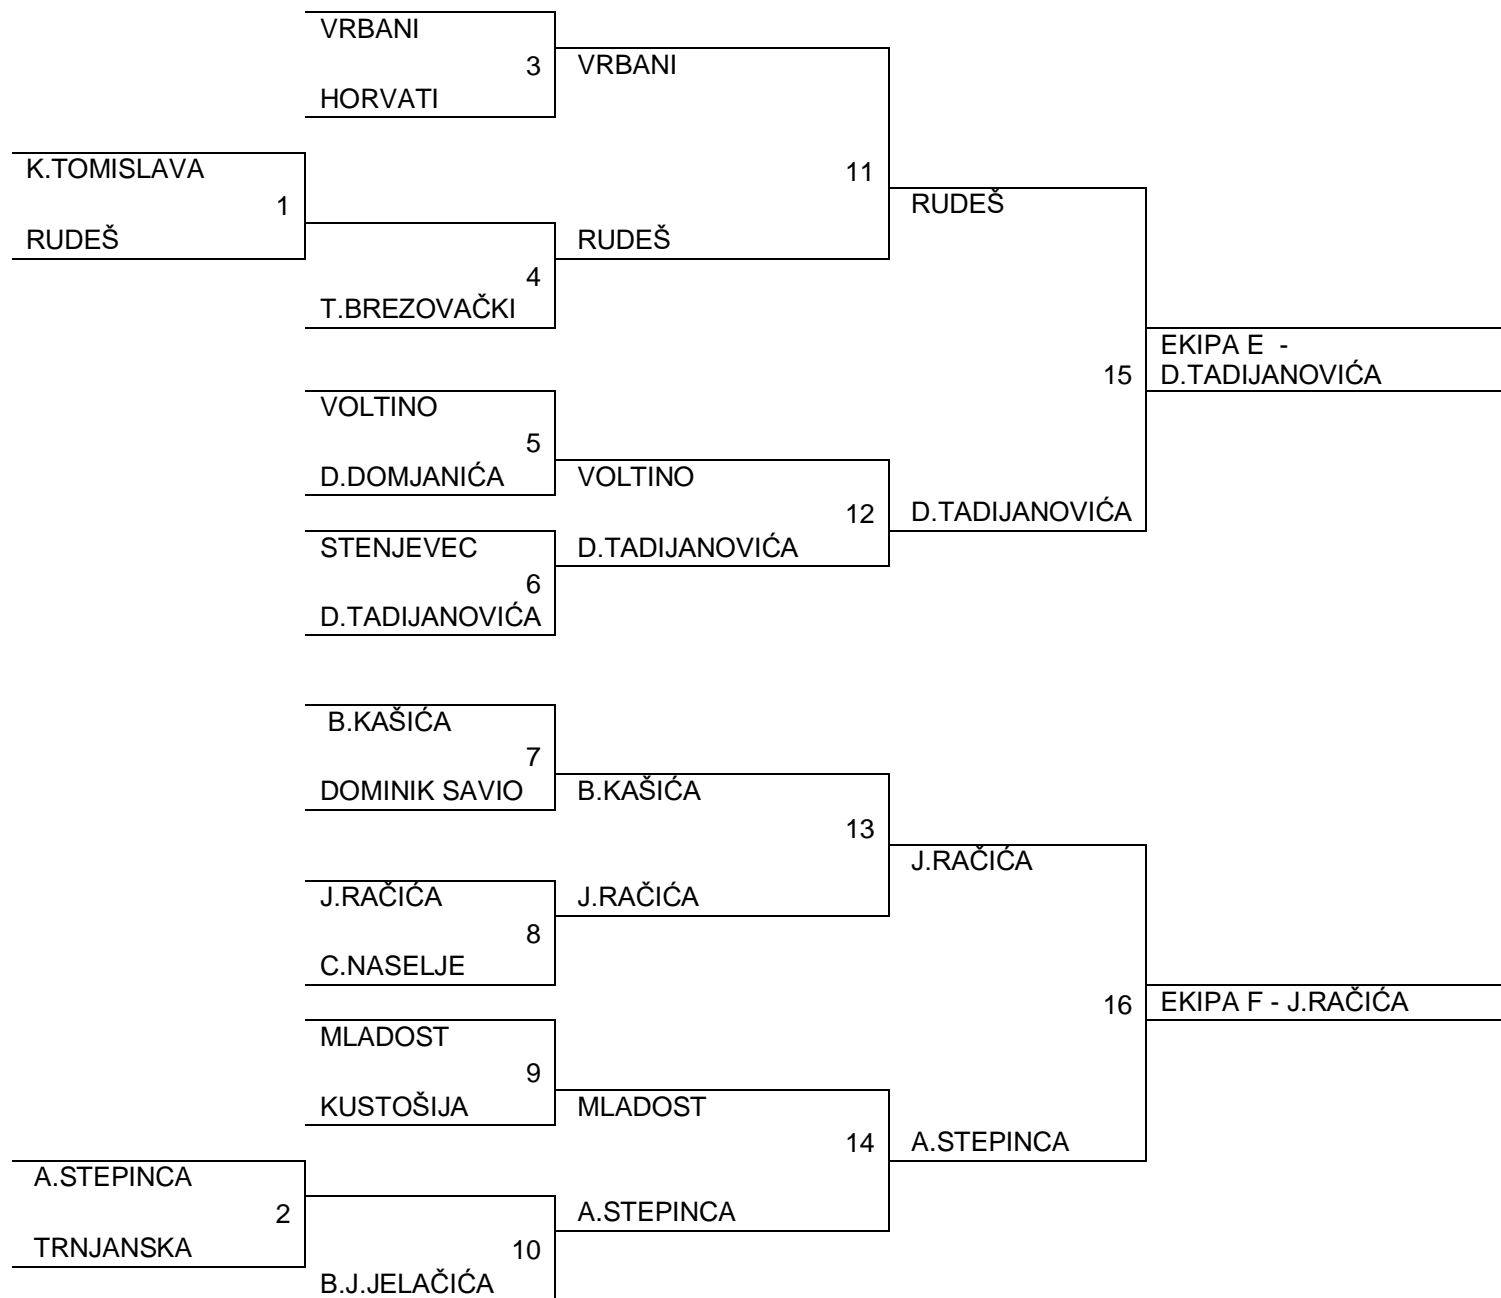 VRBANI
3
VRBANI
HORVATI
K.TOMISLAVA
11
1
RUDEŠ
RUDEŠ
RUDEŠ
4
T.BREZOVAČKI
EKIPA E -
D.TADIJANOVIĆA
15
VOLTINO
5
D.DOMJANIĆA
VOLTINO
12
D.TADIJANOVIĆA
STENJEVEC
D.TADIJANOVIĆA
6
D.TADIJANOVIĆA
B.KAŠIĆA
7
DOMINIK SAVIO
B.KAŠIĆA
13
J.RAČIĆA
J.RAČIĆA
J.RAČIĆA
8
C.NASELJE
16
EKIPA F - J.RAČIĆA
MLADOST
9
KUSTOŠIJA
MLADOST
14
A.STEPINCA
A.STEPINCA
2
A.STEPINCA
TRNJANSKA
10
B.J.JELAČIĆA